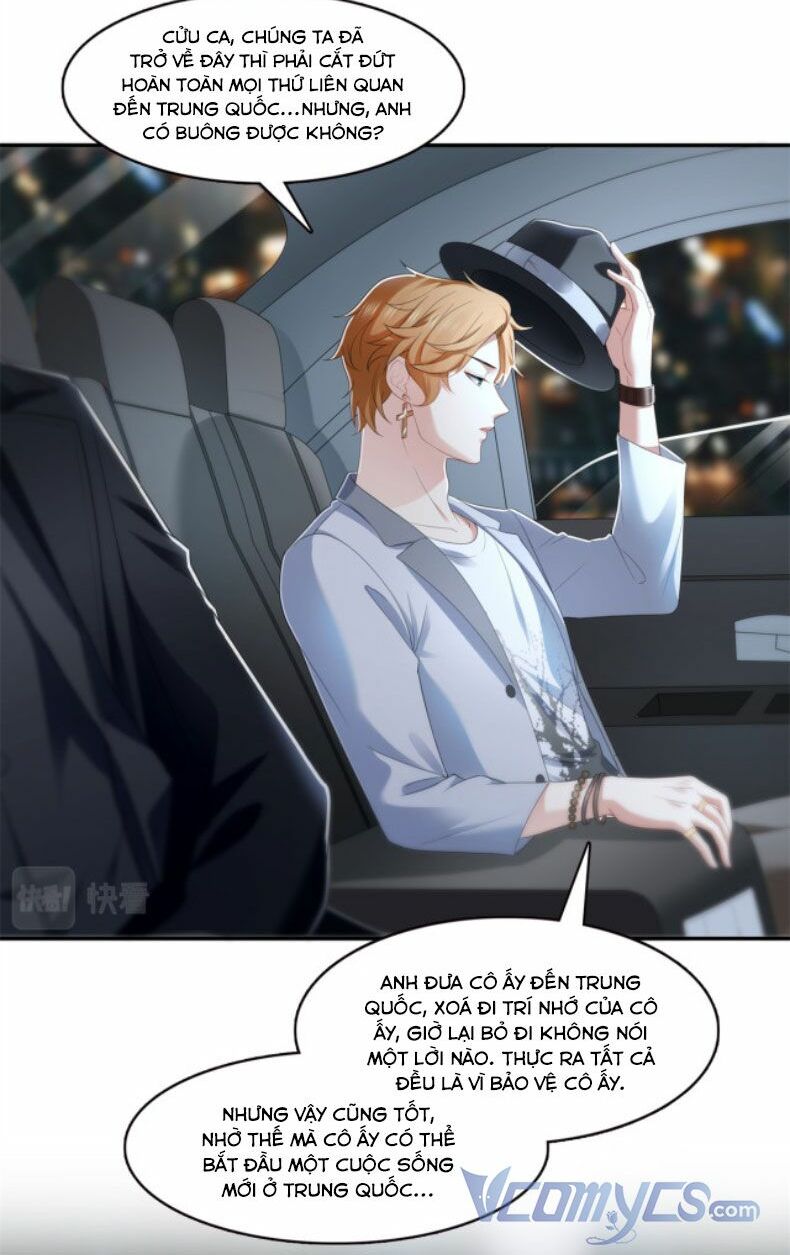 CỬU CA, CHÚNG TA ĐÃ
TRỞ VỀ ĐÂY THÌ PHẢI CẮT ĐỨT
HOÀN TOÀN MỌI THỨ LIÊN QUAN
ĐẾN TRUNG QUỐC...NHƯNG, ANH
CÓ BUÔNG ĐƯỢC KHÔNG?
快看! 快看
ANH ĐƯA CÔ ẤY ĐẾN TRUNG
QUỐC, XOÁ ĐI TRÍ NHỚ CỦA CÔ
ẤY, GIỜ LẠI BỎ ĐI KHÔNG NÓI
MỘT LỜI NÀO. THỰC RA TẤT CẢ
ĐỀU LÀ VÌ BẢO VỆ CÔ ẤY.
NHƯNG VẬY CŨNG TỐT,
NHỜ THẾ MÀ CÔ ẤY CÓ THỂ
BẮT ĐẦU MỘT CUỘC SỐNG
MỚI Ở TRUNG QUỐC...
VCOMYCS.com